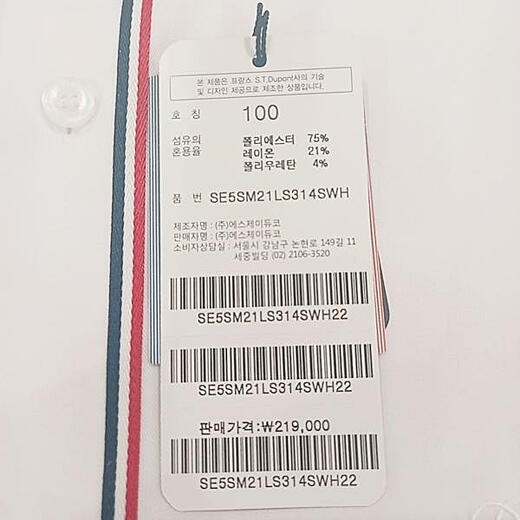 본 제품은 프랑스 S.T.Dupont사의 기술
및 디자인 제공으로 제조한 상품입니다.
호 칭 100
섬유의 폴리에스터 75%
혼용율 레이온 21%
폴리우레탄 4%
품 번 SE5SM21LS314SWH
제조자명 : (주)에스제이듀코
판매자명 : (주)에스제이듀코
소비자상담실 : 서울시 강남구 논현로 149길 11
세중빌딩 (02) 2106-3520
SE5SM21LS314SWH22
SE5SM21LS314SWH22
판매가격:₩219,000
SE5SM21LS314SWH22